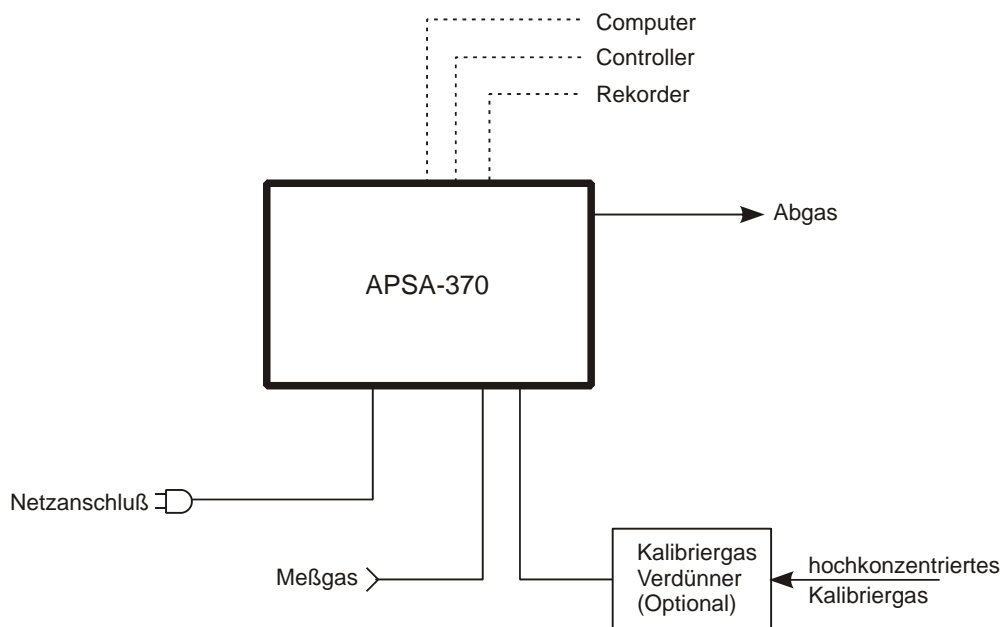 Computer
Controller
Rekorder
Abgas
APSA-370
Netzanschluß
Meßgas
Kalibriergas
Verdünner
(Optional)
hochkonzentriertes
Kalibriergas